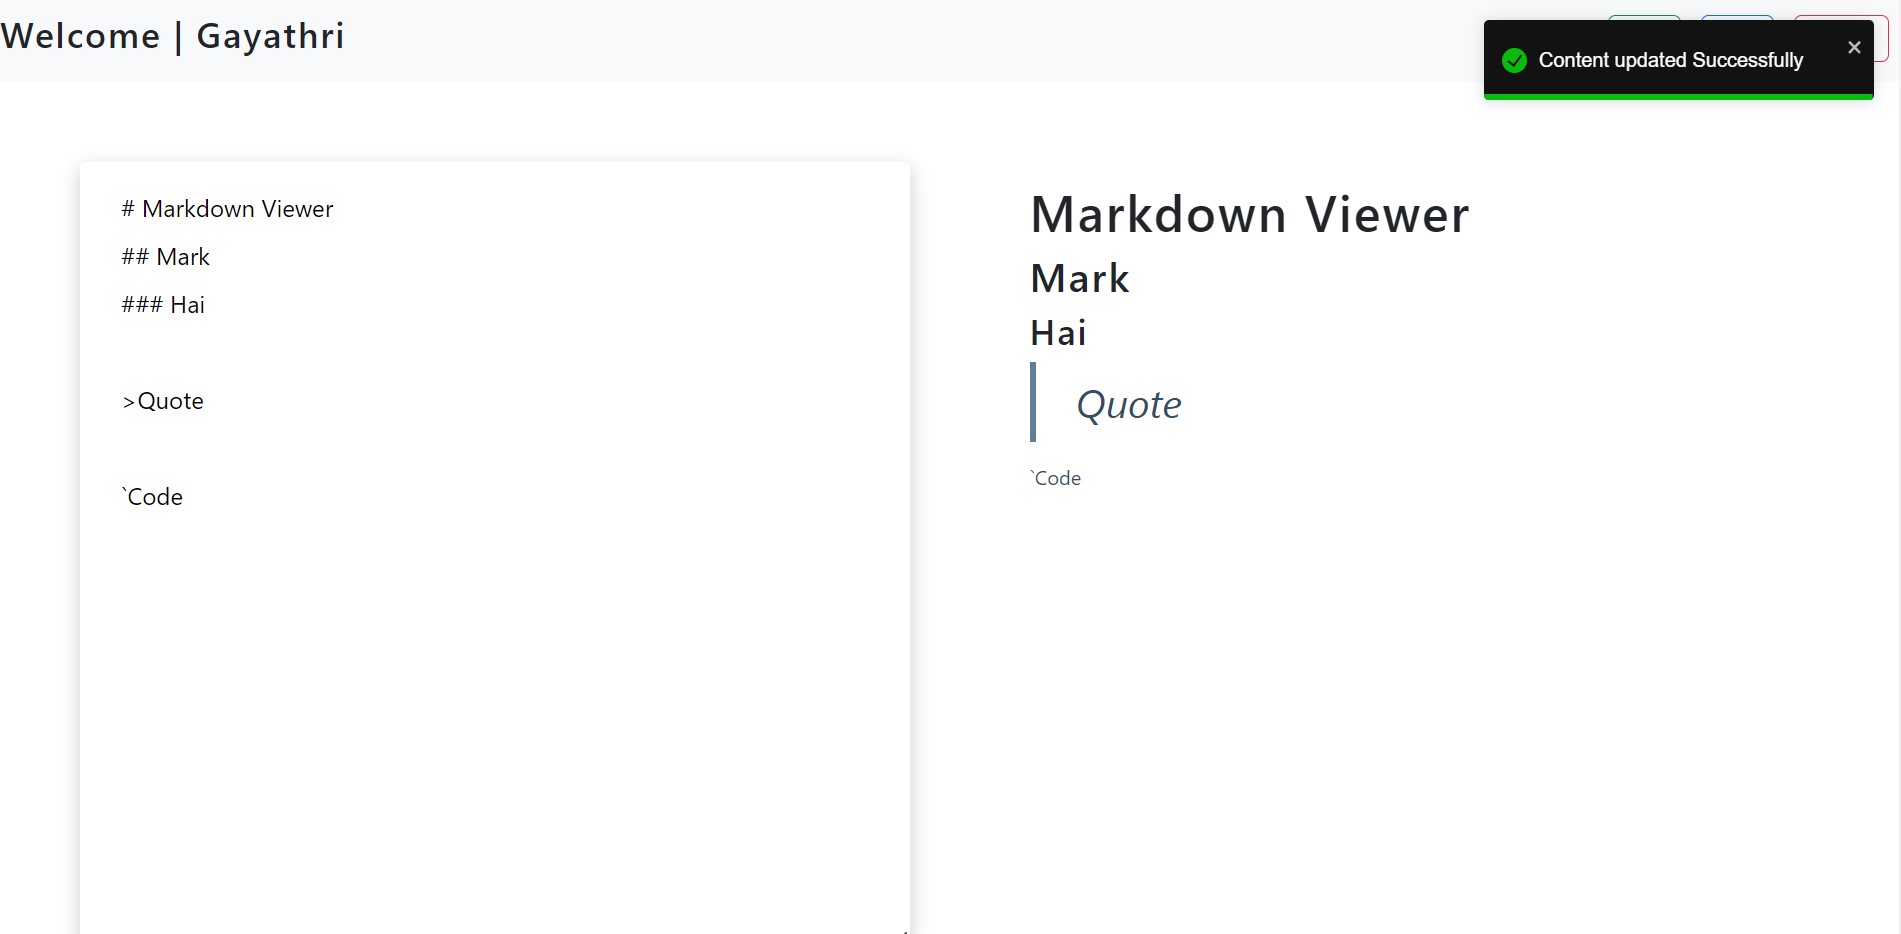 Welcome | Gayathri
Content updated Successfully
# Markdown Viewer
## Mark
### Hai
>Quote
`Code
Markdown Viewer
Mark
Hai
Quote
`Code